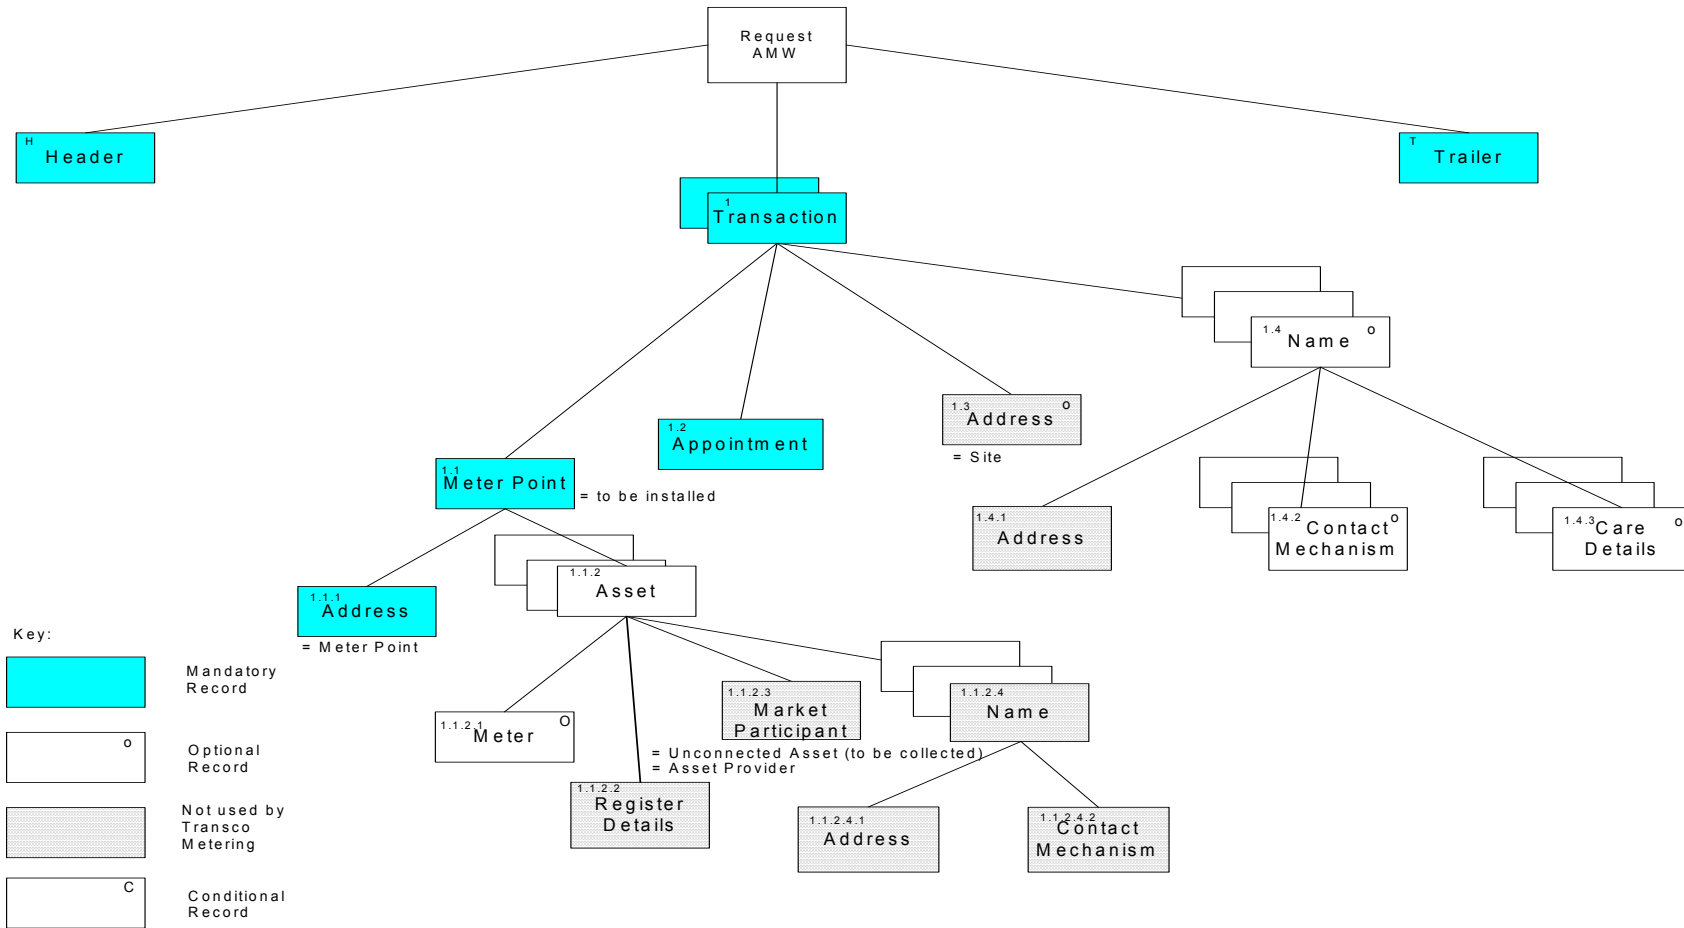 Request
AMW
H
Header
T
Trailer
1
Transaction
1.4
o
Name
1.3
o
Address
= Site
1.2
Appointment
1.1
Meter Point
= to be installed
1.4.1
Address
1.4.2
o
Contact
Mechanism
1.4.3
o
Care
Details
1.1.1
Address
= Meter Point
1.1.2
Asset
1.1.2.1
O
Meter
1.1.2.3
Market
Participant
= Unconnected Asset (to be collected)
= Asset Provider
1.1.2.4
Name
1.1.2.2
Register
Details
1.1.2.4.1
Address
1.1.2.4.2
Contact
Mechanism
Key:
Mandatory
Record
o
Optional
Record
Not used by
Transco
Metering
C
Conditional
Record